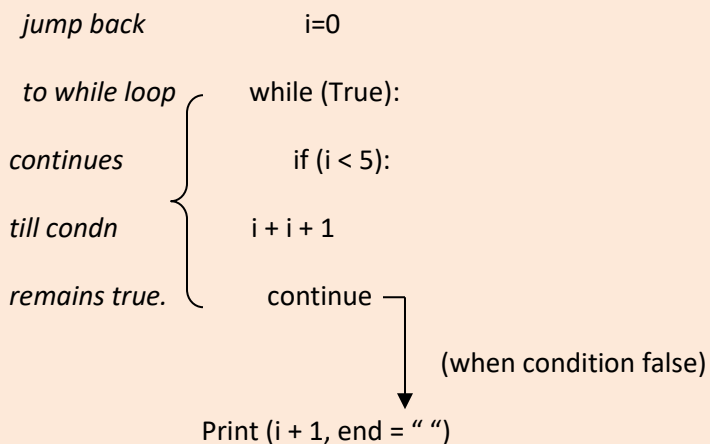 jump back i=0
to while loop while (True):
continues if (i < 5):
till condn i + i + 1
remains true. continue
(when condition false)
Print (i + 1, end = “ “)